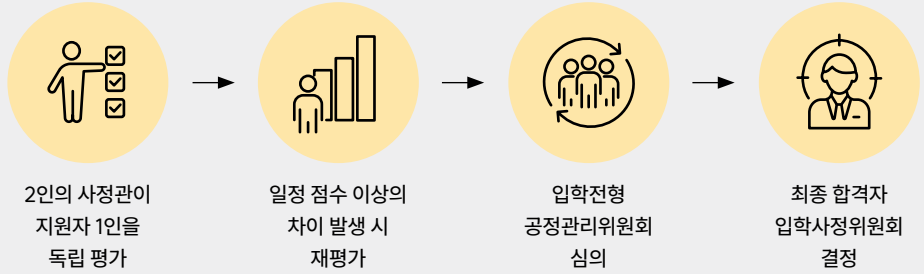 2인의 사정관이
지원자 1인을
독립 평가
일정 점수 이상의
차이 발생 시
재평가
입학전형
공정관리위원회
심의
최종 합격자
입학사정위원회
결정